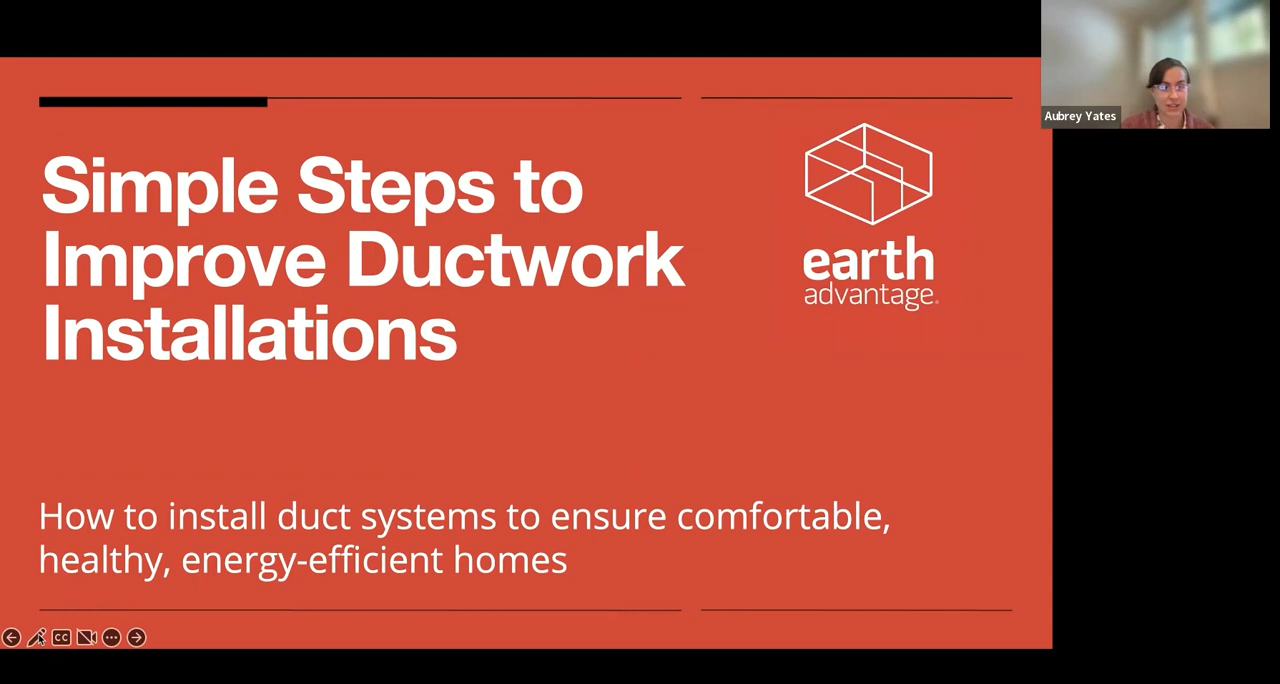 Simple Steps to
Improve Ductwork
Installations
earth
advantage®
How to install duct systems to ensure comfortable,
healthy, energy-efficient homes
Aubrey Yates
CC